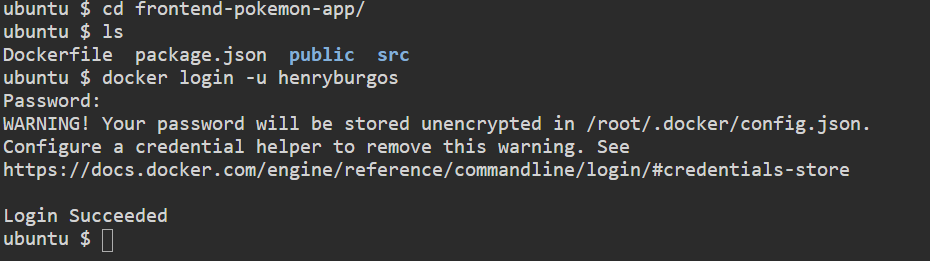 ubuntu $ cd frontend-pokemon-app/
ubuntu $ ls
Dockerfile  package.json  public  src
ubuntu $ docker login -u henryburgos
Password:
WARNING! Your password will be stored unencrypted in /root/.docker/config.json.
Configure a credential helper to remove this warning. See
https://docs.docker.com/engine/reference/commandline/login/#credentials-store

Login Succeeded
ubuntu $